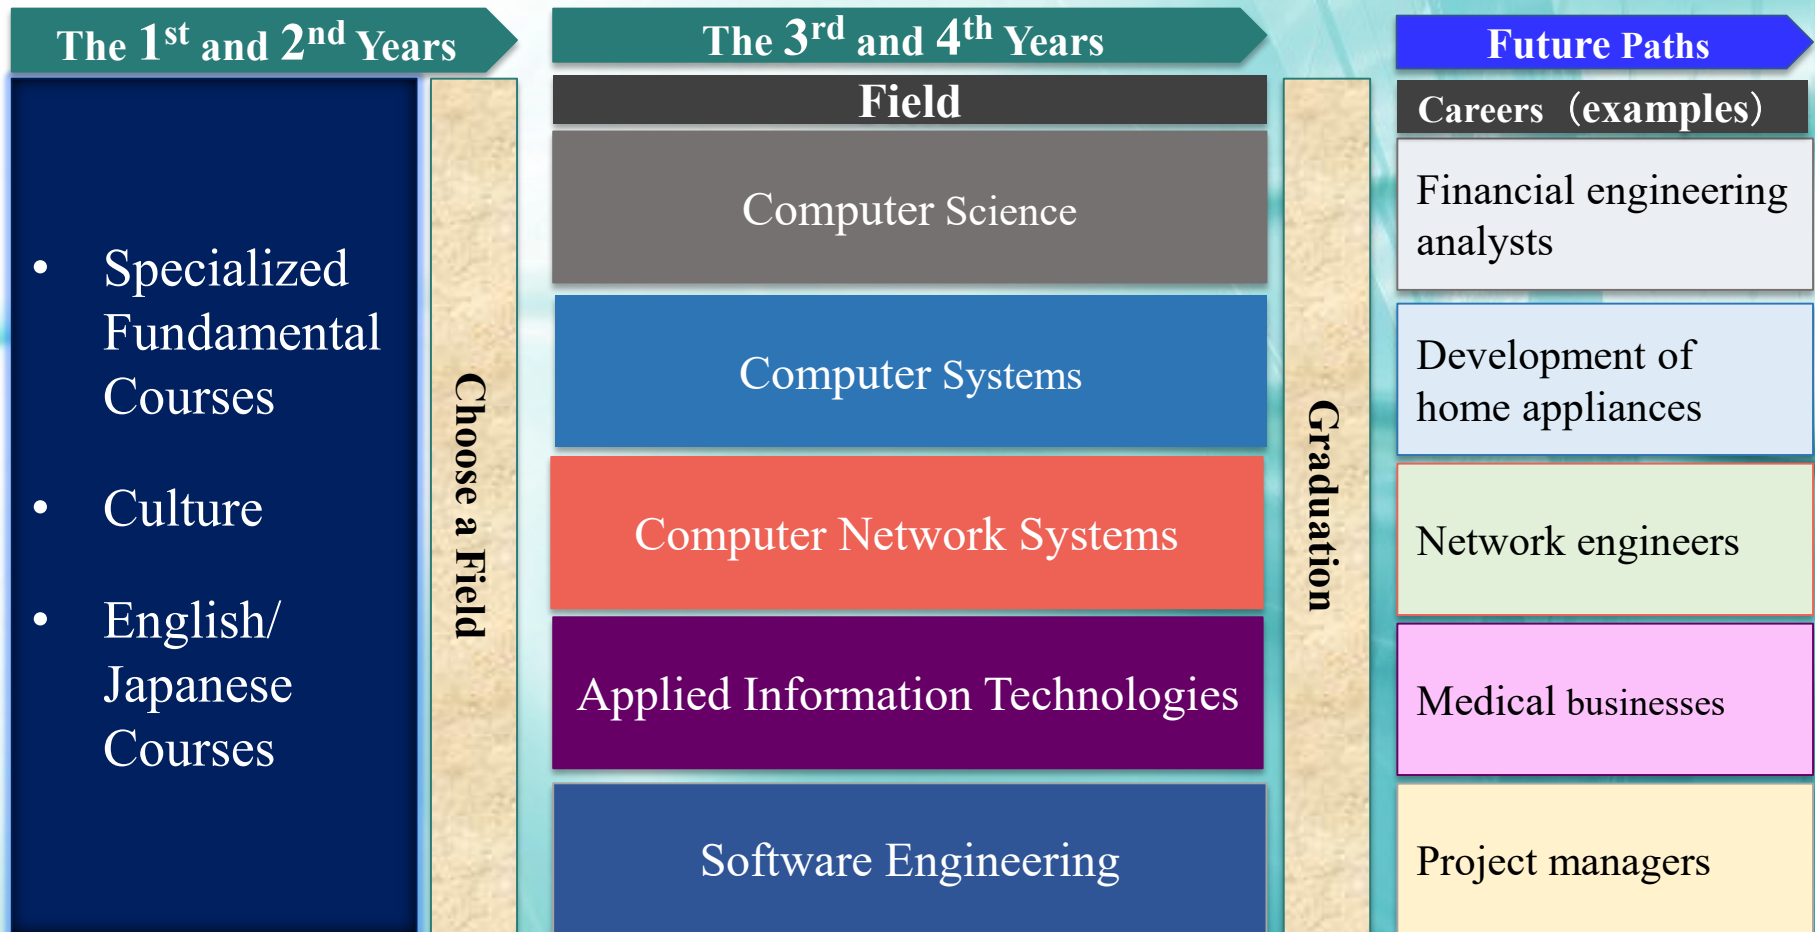 The 1st and 2nd Years
• Specialized
Fundamental
Courses
• Culture
• English/
Japanese
Courses
Choose a Field
The 3rd and 4th Years
Field
Computer Science
Computer Systems
Computer Network Systems
Applied Information Technologies
Software Engineering
Graduation
Future Paths
Careers（examples）
Financial engineering
analysts
Development of
home appliances
Network engineers
Medical businesses
Project managers